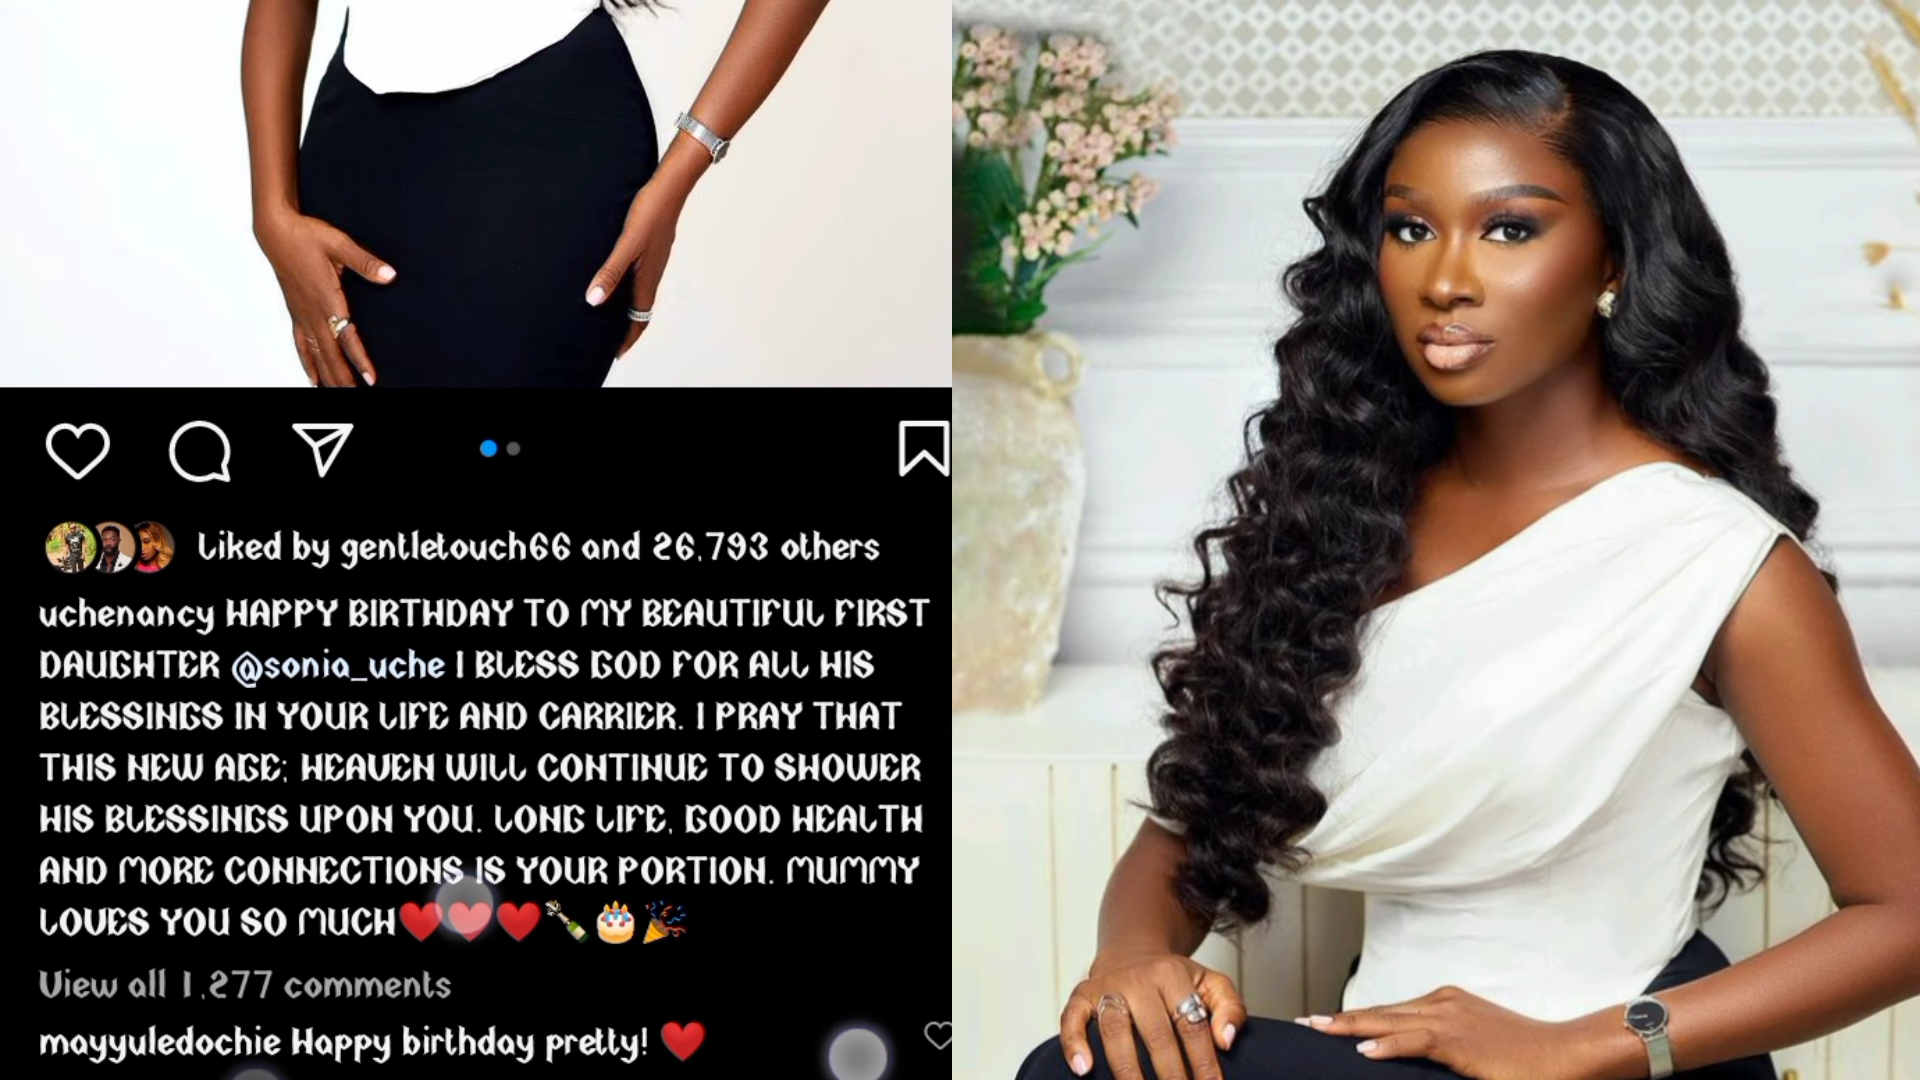 Liked by gentletouch66 and 26,793 others
uchenancy HAPPY BIRTHDAY TO MY BEAUTIFUL FIRST
DAUGHTER @sonia_uche I BLESS GOD FOR ALL HIS
BLESSINGS IN YOUR LIFE AND CARRIER. I PRAY THAT
THIS NEW AGE; HEAVEN WILL CONTINUE TO SHOWER
HIS BLESSINGS UPON YOU. LONG LIFE, GOOD HEALTH
AND MORE CONNECTIONS IS YOUR PORTION. MUMMY
LOVES YOU SO MUCH❤️❤️❤️🍾🎂🎉
View all 1,277 comments
mayyuledochie Happy birthday pretty! ❤️